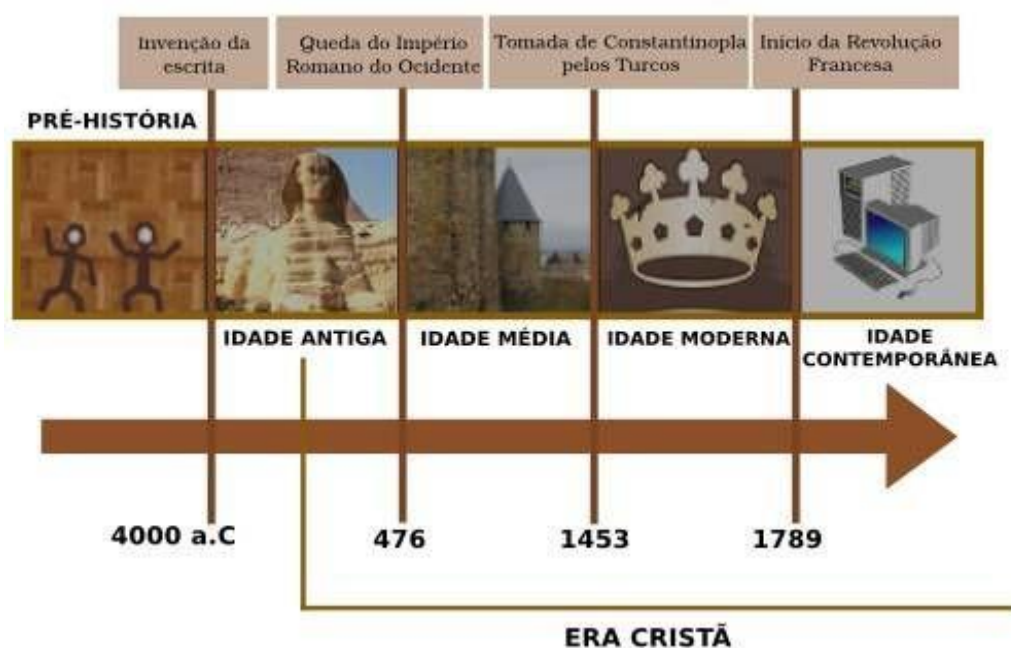 Invenção da
escrita
Queda do Império
Romano do Ocidente
Tomada de Constantinopla
pelos Turcos
Início da Revolução
Francesa
PRÉ-HISTÓRIA
IDADE ANTIGA
IDADE MÉDIA
IDADE MODERNA
IDADE
CONTEMPORÂNEA
4000 a.C
476
1453
1789
ERA CRISTÃ